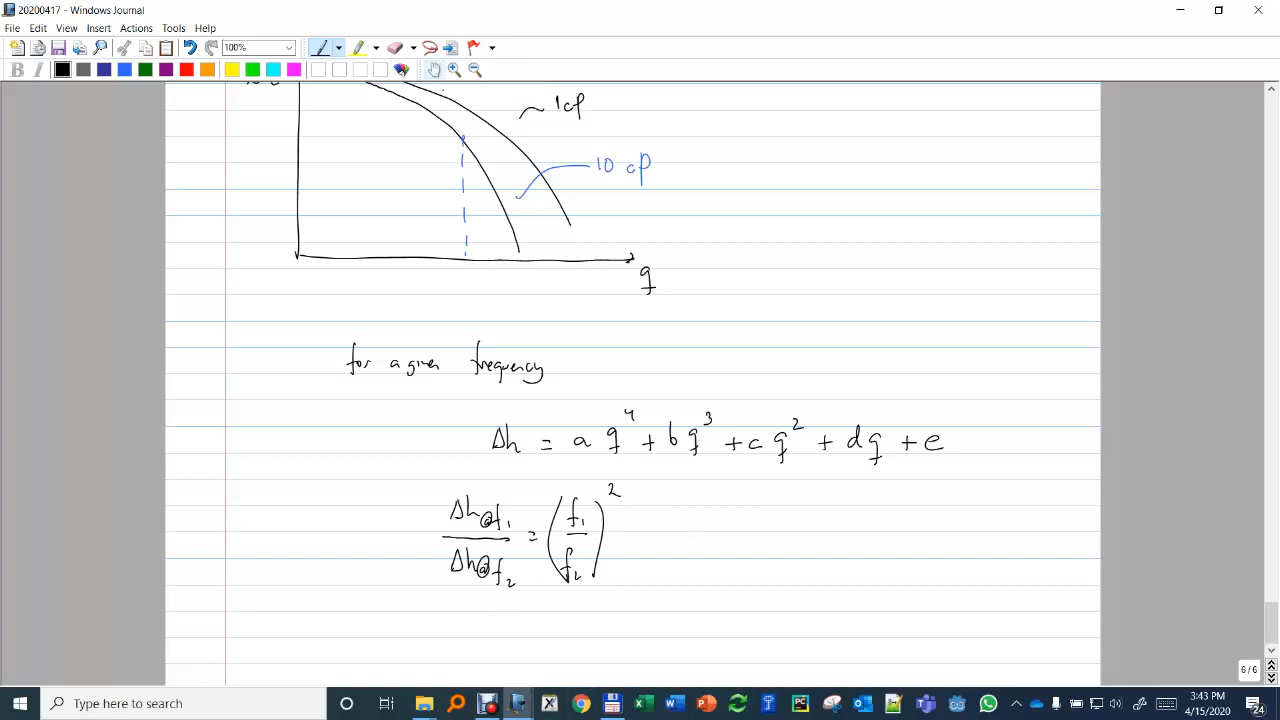 20200417 - Windows Journal
File Edit View Insert Actions Tools Help
100%
B I
1 cP
10 cP
q
for a given frequency
Δh = a q⁴ + b q³ + c q² + d q + e
Δh@f₁ / Δh@f₂ = (f₁ / f₂)²
6 / 6
Type here to search
3:43 PM
4/15/2020
24